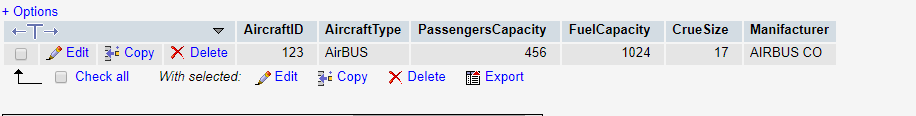 + Options
AircraftID AircraftType PassengersCapacity FuelCapacity CrueSize Manifacturer
Edit Copy Delete 123 AirBUS 456 1024 17 AIRBUS CO
Check all With selected: Edit Copy Delete Export